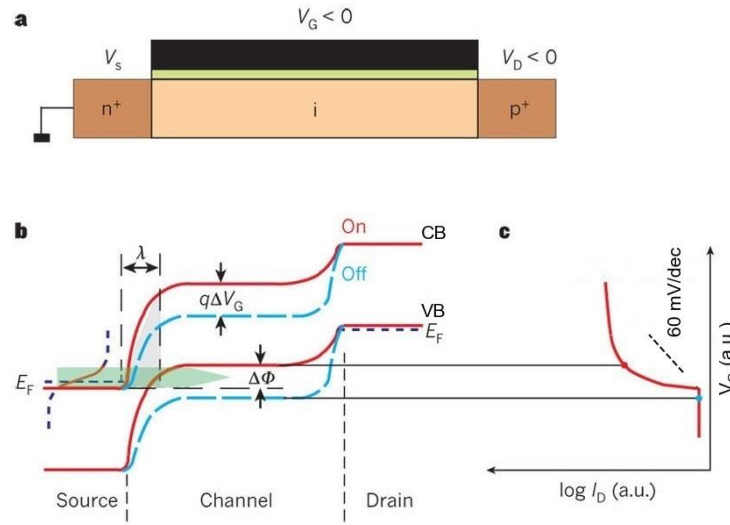 a
V_G < 0
V_s
V_D < 0
n⁺
i
p⁺
b
λ
On
CB
c
Off
qΔV_G
VB
E_F
E_F
ΔΦ
60 mV/dec
(a.u.)
Source
Channel
Drain
log I_D (a.u.)